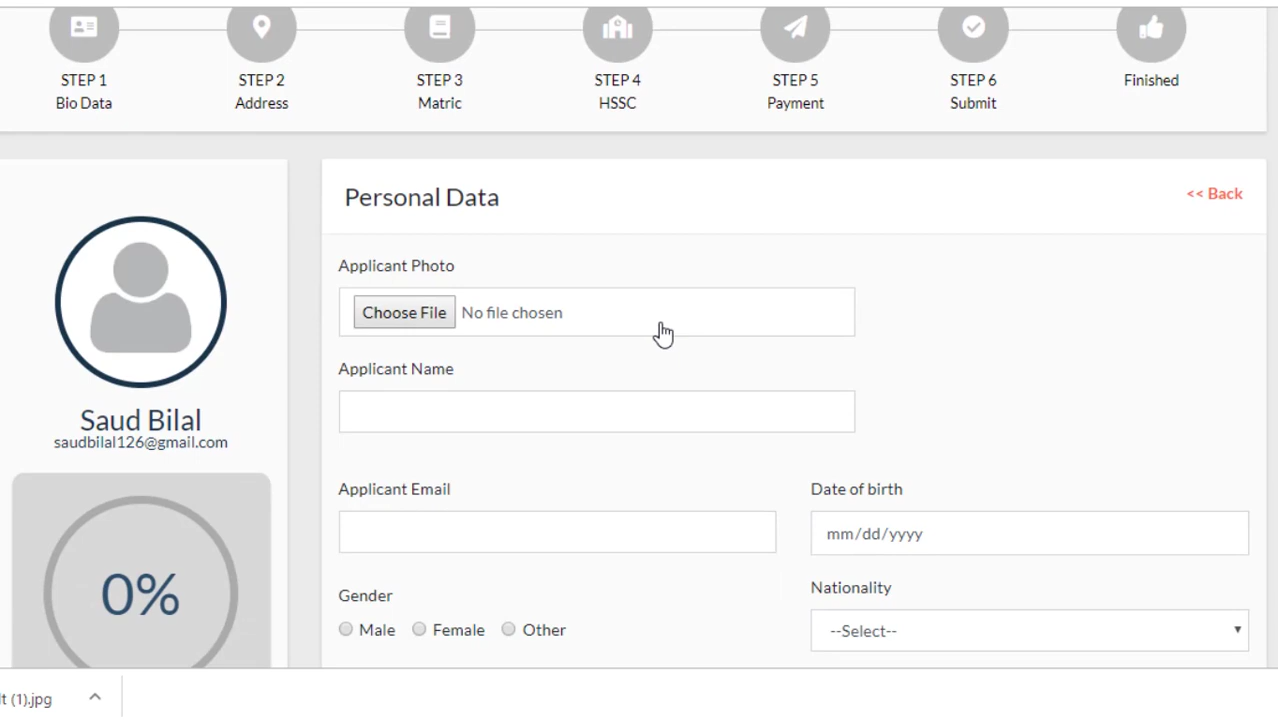 STEP 1 STEP 2 STEP 3 STEP 4 STEP 5 STEP 6 Finished
Bio Data Address Matric HSSC Payment Submit
Personal Data
<< Back
Applicant Photo
Choose File No file chosen
Applicant Name
Saud Bilal
saudbilal126@gmail.com
0%
Applicant Email
Date of birth
mm/dd/yyyy
Gender
Male Female Other
Nationality
--Select--
(1).jpg